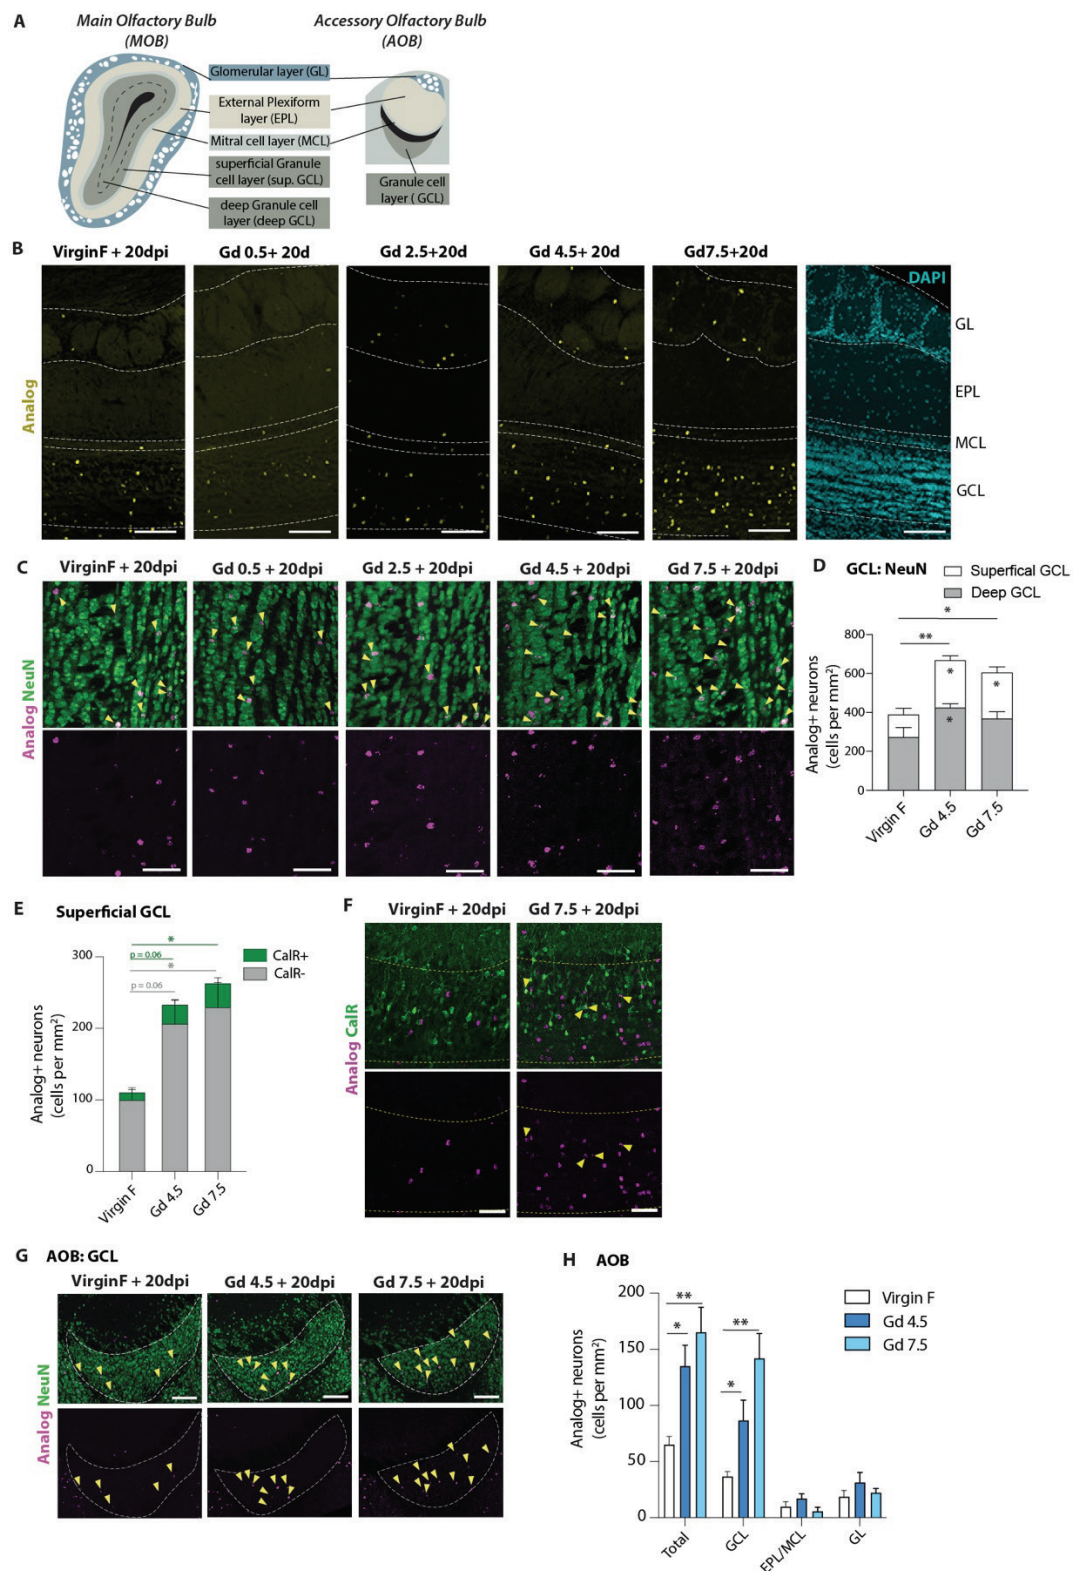 A
Main Olfactory Bulb
(MOB)
Accessory Olfactory Bulb
(AOB)
Glomerular layer (GL)
External Plexiform
layer (EPL)
Mitral cell layer (MCL)
superficial Granule
cell layer (sup. GCL)
deep Granule cell
layer (deep GCL)
Granule cell
layer ( GCL)
B
VirginF + 20dpi
Gd 0.5+ 20d
Gd 2.5+20d
Gd 4.5+20d
Gd7.5+20d
DAPI
Analog
GL
EPL
MCL
GCL
C
VirginF + 20dpi
Gd 0.5 + 20dpi
Gd 2.5 + 20dpi
Gd 4.5 + 20dpi
Gd 7.5 + 20dpi
Analog NeuN
D
GCL: NeuN
Superfical GCL
Deep GCL
*
**
*
*
*
Analog+ neurons
(cells per mm²)
800
600
400
200
0
Virgin F
Gd 4.5
Gd 7.5
E
Superficial GCL
CalR+
CalR-
*
p = 0.06
*
p = 0.06
Analog+ neurons
(cells per mm²)
300
200
100
0
Virgin F
Gd 4.5
Gd 7.5
F
VirginF + 20dpi
Gd 7.5 + 20dpi
Analog CalR
G
AOB: GCL
VirginF + 20dpi
Gd 4.5 + 20dpi
Gd 7.5 + 20dpi
Analog NeuN
H
AOB
Virgin F
Gd 4.5
Gd 7.5
**
*
**
*
Analog+ neurons
(cells per mm²)
200
150
100
50
0
Total
GCL
EPL/MCL
GL